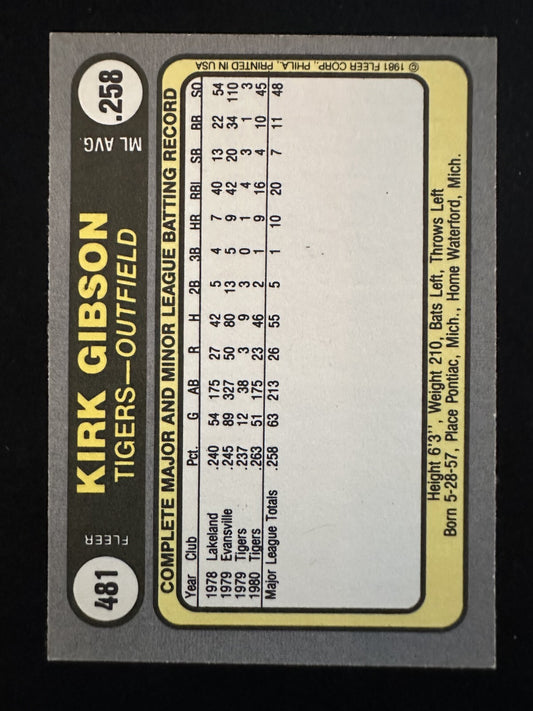 481
FLEER
KIRK GIBSON
TIGERS—OUTFIELD
ML AVG.
.258
COMPLETE MAJOR AND MINOR LEAGUE BATTING RECORD
Year Club Pct. G AB R H 2B 3B HR RBI SB BB SO
1978 Lakeland .240 54 175 27 42 5 4 7 40 13 22 54
1979 Evansville .245 89 327 50 80 13 5 9 42 20 34 110
1979 Tigers .237 12 38 3 9 3 0 1 4 3 1 3
1980 Tigers .263 51 175 23 46 2 1 9 16 4 10 45
Major League Totals .258 63 213 26 55 5 1 10 20 7 11 48
Height 6'3'', Weight 210, Bats Left, Throws Left
Born 5-28-57, Place Pontiac, Mich., Home Waterford, Mich.
© 1981 FLEER CORP., PHILA., PRINTED IN USA